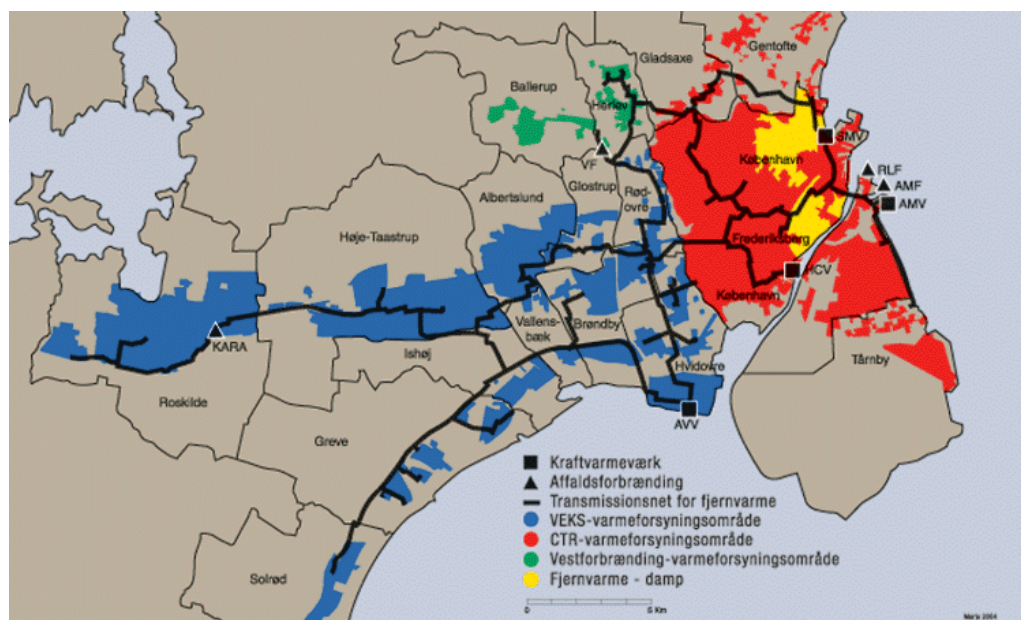 Gentofte
Gladsaxe
Ballerup
Herlev
SMV
København
VF
RLF
AMF
AMV
Albertslund
Glostrup
Rød-
ovre
Høje-Taastrup
Frederiksberg
HCV
København
Vallens-
bæk
Brøndby
KARA
Ishøj
Hvidovre
Tårnby
Roskilde
AVV
Greve
Solrød
Kraftvarmeværk
Affaldsforbrænding
Transmissionsnet for fjernvarme
VEKS-varmeforsyningsområde
CTR-varmeforsyningsområde
Vestforbrænding-varmeforsyningsområde
Fjernvarme - damp
0 5 Km
Marts 2004